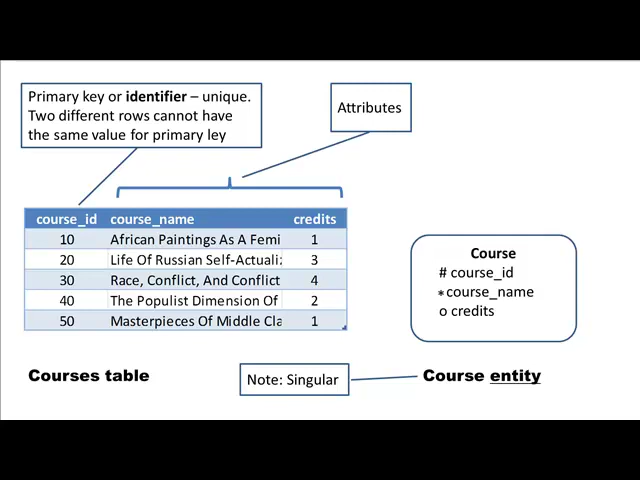 Primary key or identifier – unique.
Two different rows cannot have
the same value for primary ley
Attributes
course_id course_name credits
10 African Paintings As A Femi 1
20 Life Of Russian Self-Actuali 3
30 Race, Conflict, And Conflict 4
40 The Populist Dimension Of 2
50 Masterpieces Of Middle Cla 1
Course
# course_id
* course_name
o credits
Courses table
Note: Singular
Course entity